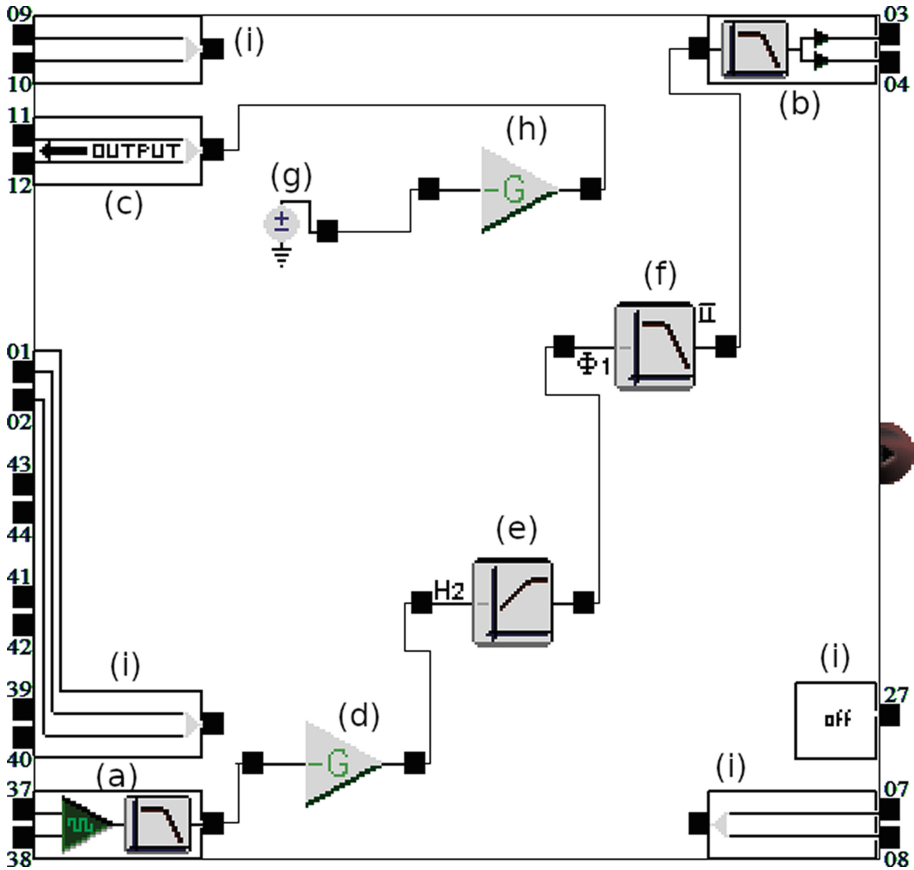 09
03
(i)
10
04
(b)
11
OUTPUT
(h)
12
(c)
(g)
-G
±
(f)
Π
Φ1
01
02
43
44
(e)
41
H2
42
(i)
(i)
39
27
off
(d)
40
-G
(a)
(i)
37
07
38
08